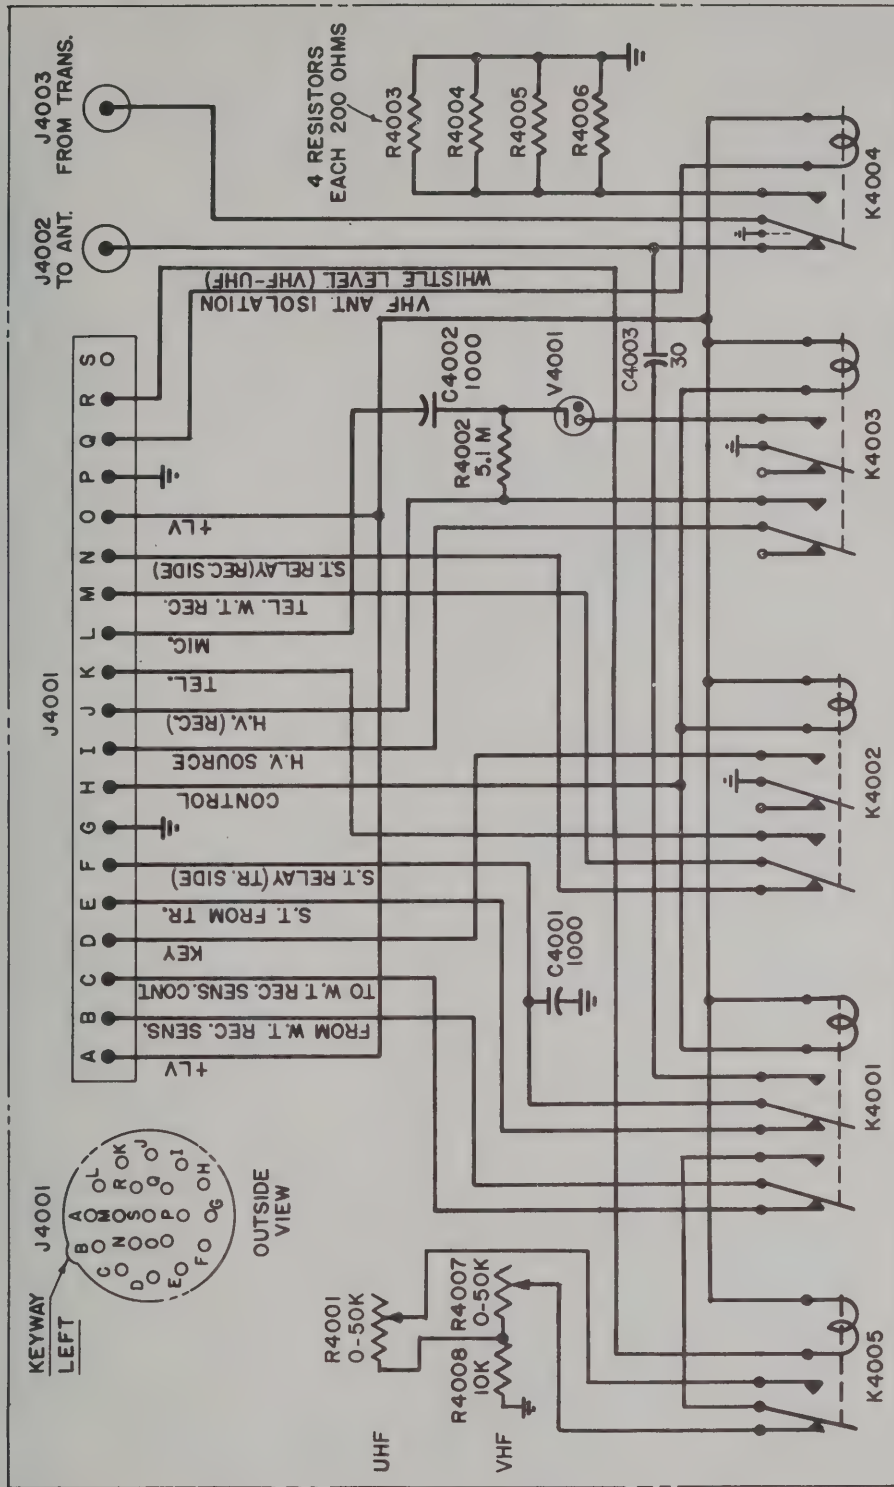 J4003
FROM TRANS.
J4002
TO ANT.
4 RESISTORS
EACH 200 OHMS
R4003
R4004
R4005
R4006
K4004
J4001
S
R
Q
P
O
N
M
L
K
J
I
H
G
F
E
D
C
B
A
WHISTLE LEVEL (VHF-UHF)
VHF ANT. ISOLATION
+LV
S.T. RELAY (REC. SIDE)
TEL. W.T. REC.
MIC.
TEL.
H.V. (REC.)
H.V. SOURCE
CONTROL
S.T. RELAY (TR. SIDE)
S.T. FROM TR.
KEY
TO W.T. REC. SENS. CONT.
FROM W.T. REC. SENS.
+LV
C4002
1000
R4002
5.1 M
V4001
C4003
30
K4003
K4002
C4001
1000
K4001
J4001
KEYWAY
LEFT
A
B
C
D
E
F
G
H
I
J
K
L
M
N
O
P
Q
R
S
OUTSIDE
VIEW
R4001
0-50K
R4007
0-50K
R4008
10K
UHF
VHF
K4005